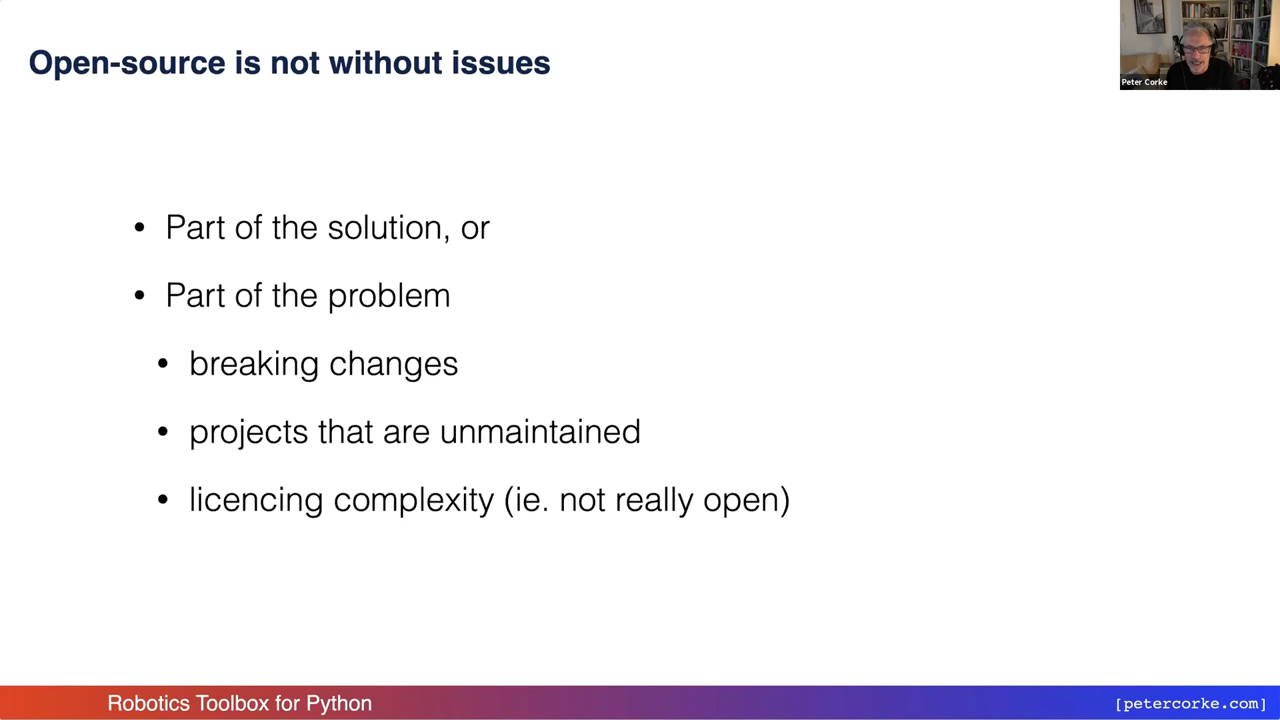 Open-source is not without issues
Peter Corke
• Part of the solution, or
• Part of the problem
• breaking changes
• projects that are unmaintained
• licencing complexity (ie. not really open)
Robotics Toolbox for Python
[petercorke.com]